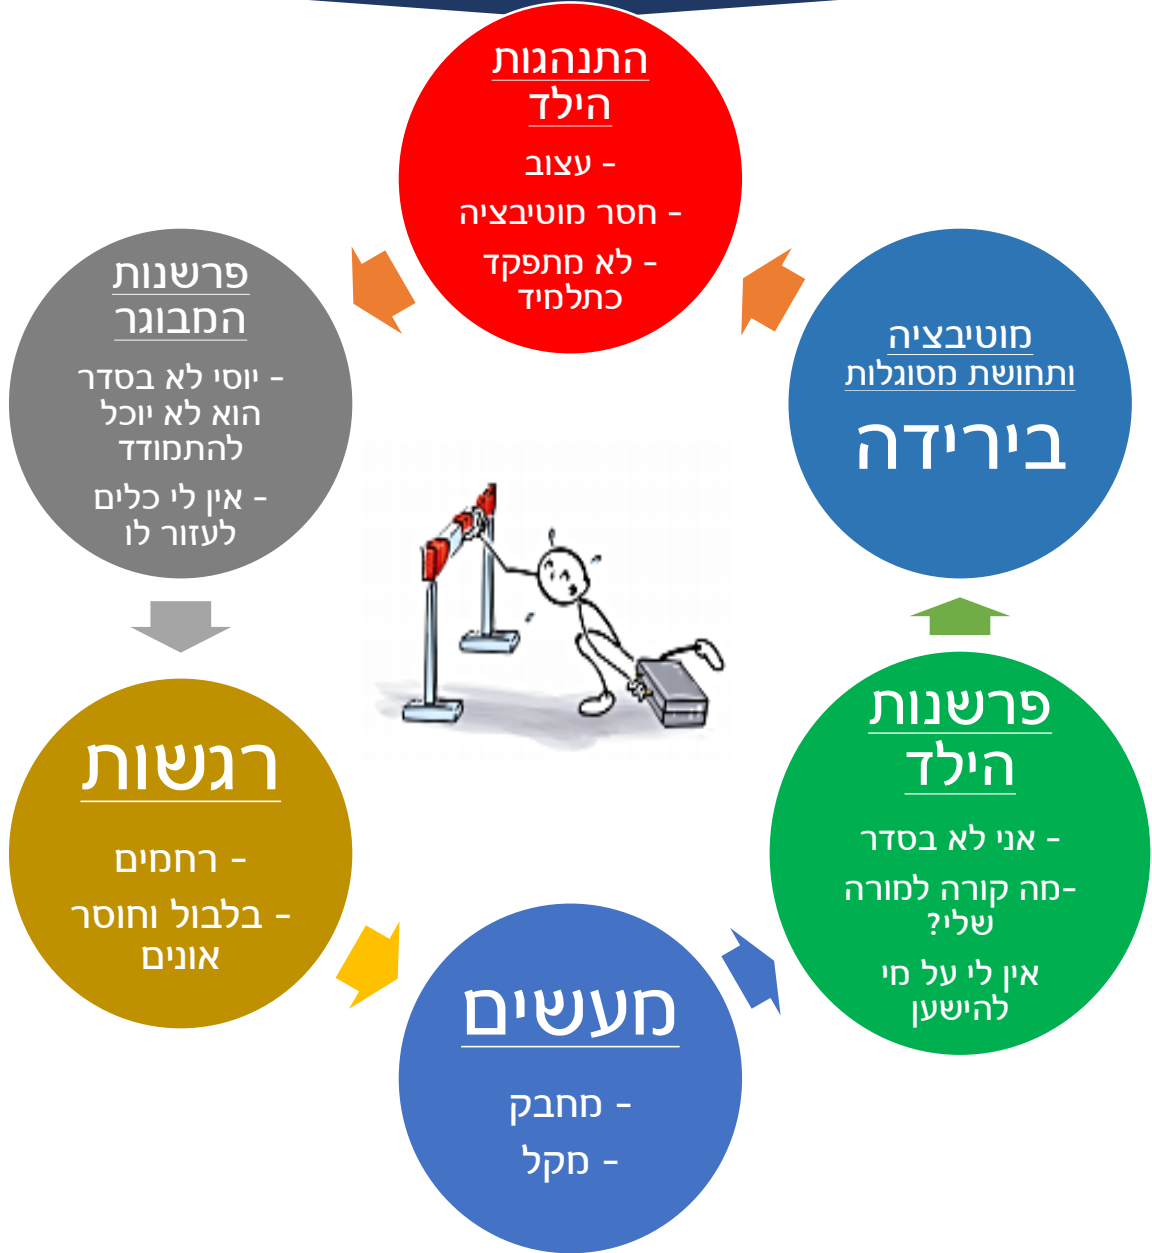 התנהגות
הילד
- עצוב
- חסר מוטיבציה
- לא מתפקד
כתלמיד
פרשנות
המבוגר
- יוסי לא בסדר
הוא לא יוכל
להתמודד
- אין לי כלים
לעזור לו
רגשות
- רחמים
- בלבול וחוסר
אונים
מעשים
- מחבק
- מקל
פרשנות
הילד
- אני לא בסדר
-מה קורה למורה
שלי?
אין לי על מי
להישען
מוטיבציה
ותחושת מסוגלות
בירידה